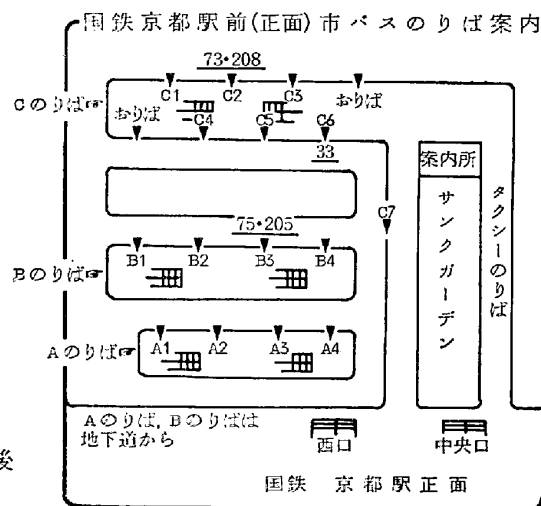 国鉄京都駅前(正面)市バスのりば案内
73・208
C1 C2 C3 おりば
Cのりば☞
おりば C4 C5 C6
33
案内所
サンクガーデン
タクシーのりば
C7
75・205
B1 B2 B3 B4
Bのりば☞
Aのりば☞
A1 A2 A3 A4
Aのりば,Bのりばは
地下道から
西口
中央口
後
国鉄 京都駅正面